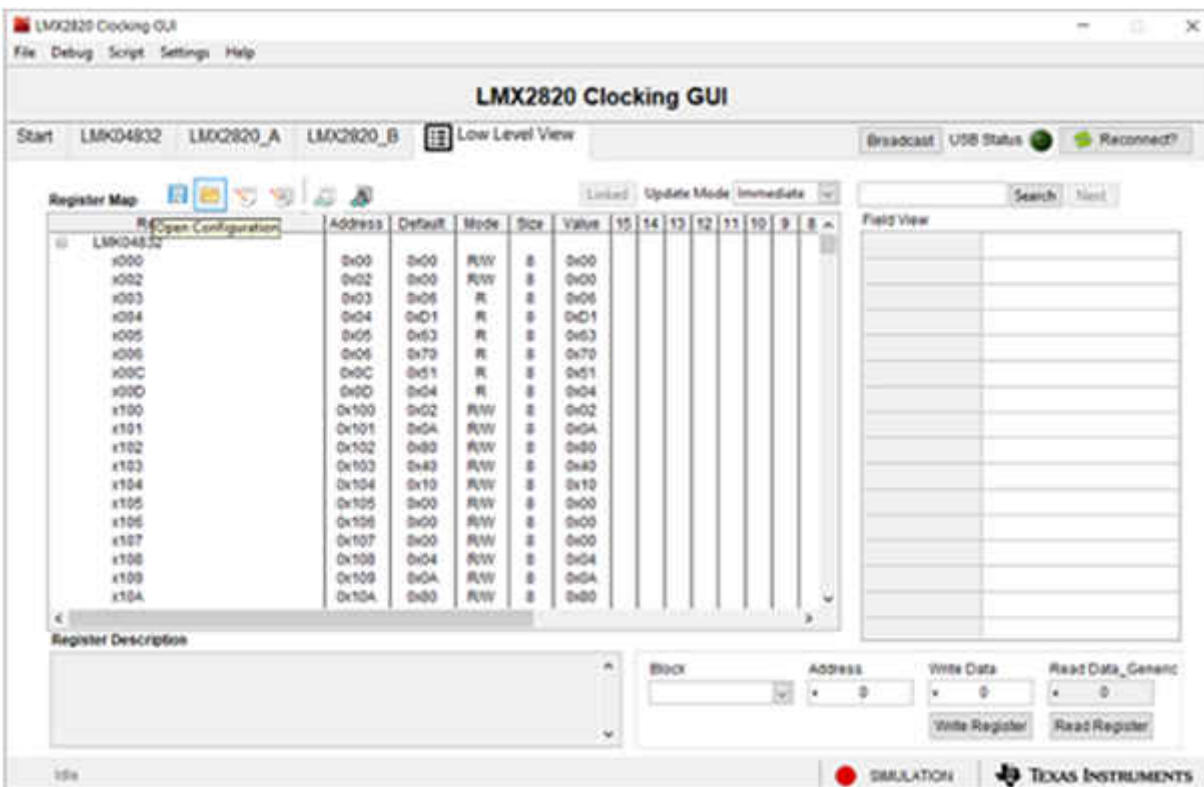 LMX2820 Clocking GUI
File Debug Script Settings Help
LMX2820 Clocking GUI
Start LMK04832 LMX2820_A LMX2820_B Low Level View Broadcast USB Status Reconnect?
Register Map Linked Update Mode Immediate Search Next
Open Configuration Address Default Mode Size Value 15 14 13 12 11 10 9 8 Field View
LMK04832
x000 0x00 0x00 R/W 8 0x00
x002 0x02 0x00 R/W 8 0x00
x003 0x03 0x06 R 8 0x06
x004 0x04 0xD1 R 8 0xD1
x005 0x05 0x63 R 8 0x63
x006 0x06 0x70 R 8 0x70
x00C 0x0C 0x51 R 8 0x51
x00D 0x0D 0x04 R 8 0x04
x100 0x100 0x02 R/W 8 0x02
x101 0x101 0x0A R/W 8 0x0A
x102 0x102 0x80 R/W 8 0x80
x103 0x103 0x40 R/W 8 0x40
x104 0x104 0x10 R/W 8 0x10
x105 0x105 0x00 R/W 8 0x00
x106 0x106 0x00 R/W 8 0x00
x107 0x107 0x00 R/W 8 0x00
x108 0x108 0x04 R/W 8 0x04
x109 0x109 0x0A R/W 8 0x0A
x10A 0x10A 0x80 R/W 8 0x80
Register Description
Block Address Write Data Read Data_Generic
x 0 x 0 x 0
Write Register Read Register
Idle SIMULATION TEXAS INSTRUMENTS